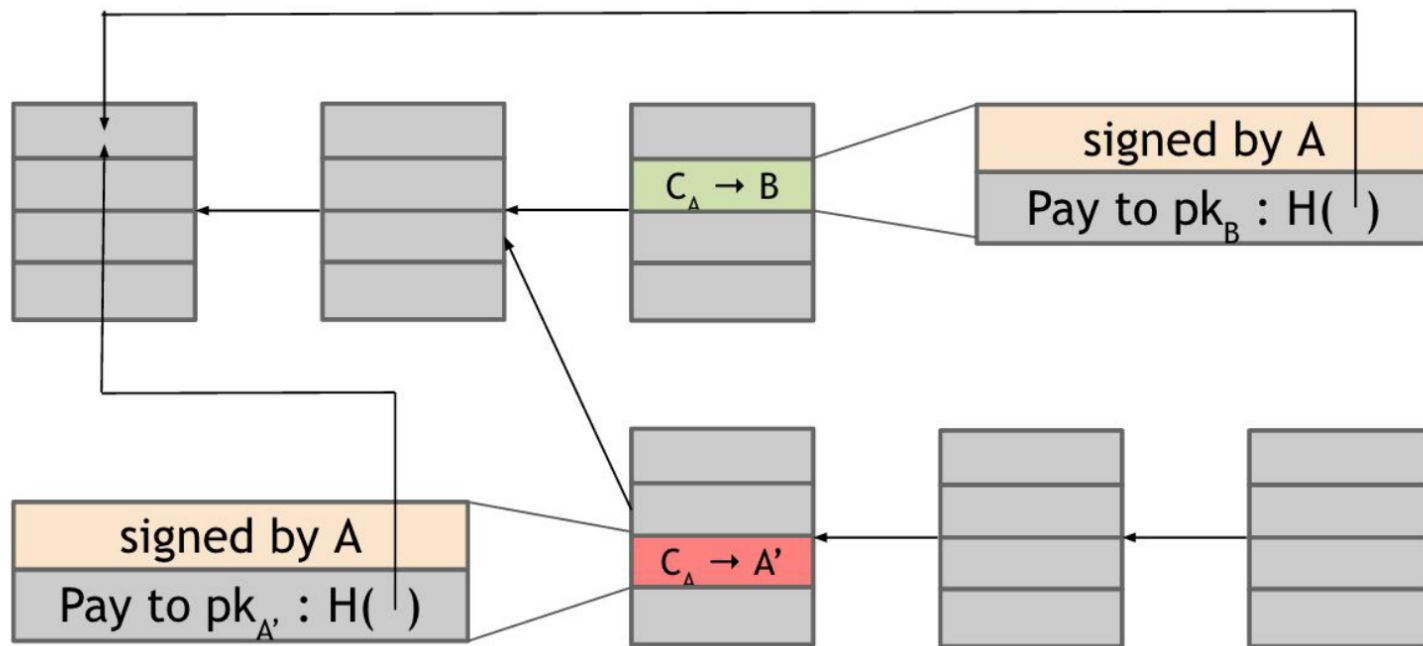 signed by A
C_A → B
Pay to pk_B : H( )
signed by A
C_A → A’
Pay to pk_A’ : H( )